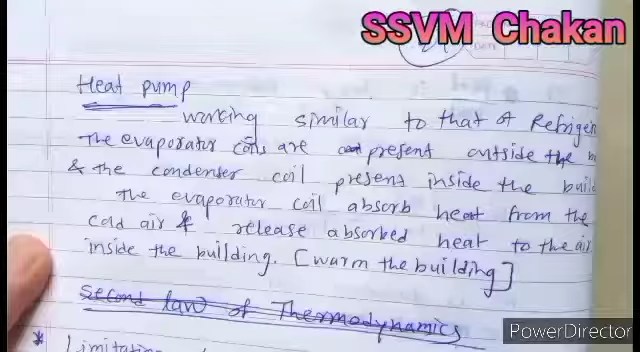 SSVM Chakan
Heat pump
working similar to that of Refriger
The evaporator coils are present outside the b
& the condenser coil present inside the build
The evaporator coil absorb heat from the
cold air & release absorbed heat to the air
inside the building. [warm the building]
Second law of Thermodynamics
* Limitation
PowerDirector